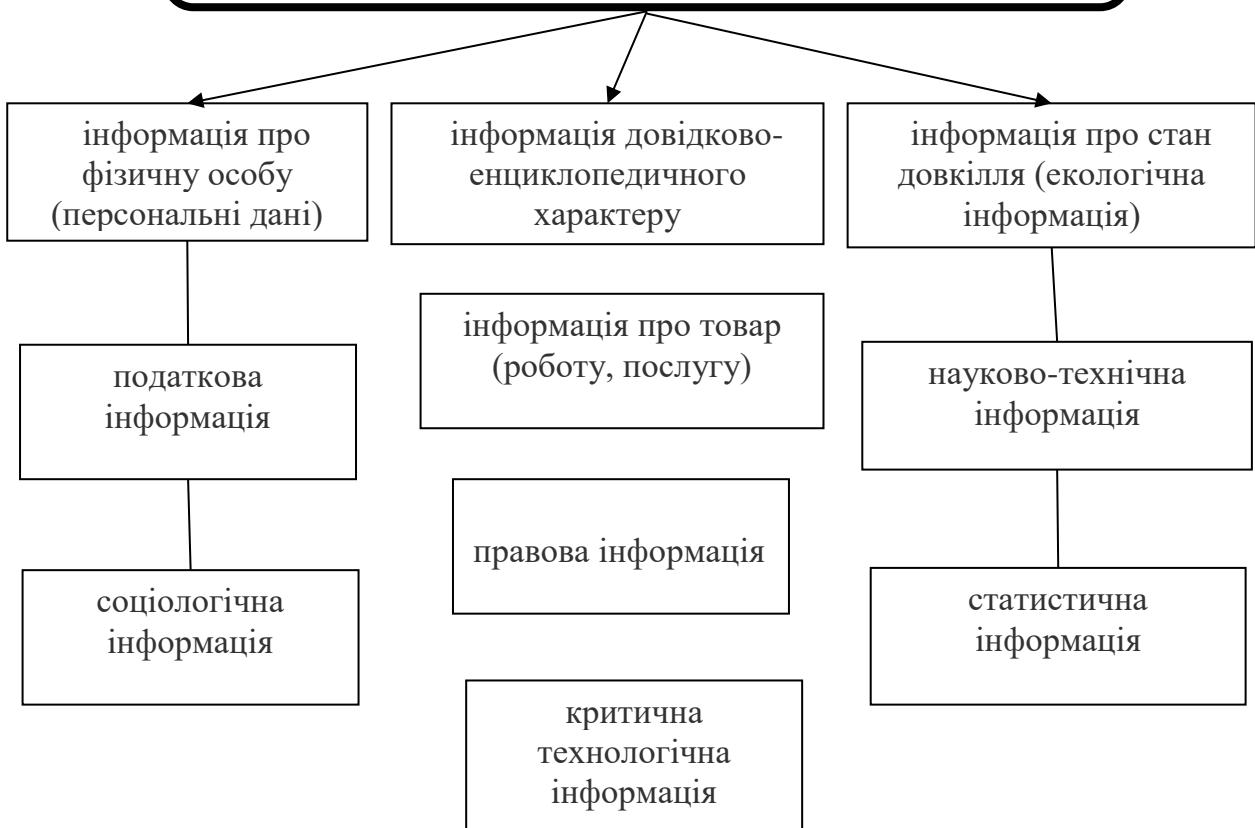 інформація про
фізичну особу
(персональні дані)
інформація довідково-
енциклопедичного
характеру
інформація про стан
довкілля (екологічна
інформація)
інформація про товар
(роботу, послугу)
податкова
інформація
науково-технічна
інформація
правова інформація
соціологічна
інформація
статистична
інформація
критична
технологічна
інформація